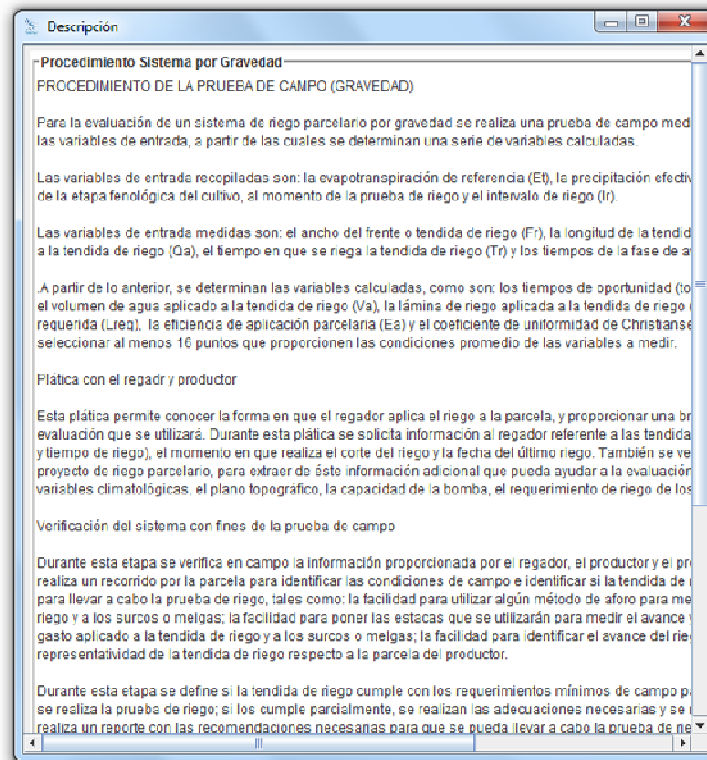 Descripción
Procedimiento Sistema por Gravedad
PROCEDIMIENTO DE LA PRUEBA DE CAMPO (GRAVEDAD)
Para la evaluación de un sistema de riego parcelario por gravedad se realiza una prueba de campo med
las variables de entrada, a partir de las cuales se determinan una serie de variables calculadas.
Las variables de entrada recopiladas son: la evapotranspiración de referencia (Et), la precipitación efectiv
de la etapa fenológica del cultivo, al momento de la prueba de riego y el intervalo de riego (Ir).
Las variables de entrada medidas son: el ancho del frente o tendida de riego (Fr), la longitud de la tendid
a la tendida de riego (Qa), el tiempo en que se riega la tendida de riego (Tr) y los tiempos de la fase de a
.A partir de lo anterior, se determinan las variables calculadas, como son: los tiempos de oportunidad (to
el volumen de agua aplicado a la tendida de riego (Va), la lámina de riego aplicada a la tendida de riego (
requerida (Lreq), la eficiencia de aplicación parcelaria (Ea) y el coeficiente de uniformidad de Christianse
seleccionar al menos 16 puntos que proporcionen las condiciones promedio de las variables a medir.
Plática con el regadr y productor
Esta plática permite conocer la forma en que el regador aplica el riego a la parcela, y proporcionar una br
evaluación que se utilizará. Durante esta plática se solicita información al regador referente a las tendida
y tiempo de riego), el momento en que realiza el corte del riego y la fecha del último riego. También se ve
proyecto de riego parcelario, para extraer de éste información adicional que pueda ayudar a la evaluación
variables climatológicas, el plano topográfico, la capacidad de la bomba, el requerimiento de riego de los
Verificación del sistema con fines de la prueba de campo
Durante esta etapa se verifica en campo la información proporcionada por el regador, el productor y el pr
realiza un recorrido por la parcela para identificar las condiciones de campo e identificar si la tendida de
para llevar a cabo la prueba de riego, tales como: la facilidad para utilizar algún método de aforo para me
riego y a los surcos o melgas; la facilidad para poner las estacas que se utilizarán para medir el avance y
gasto aplicado a la tendida de riego y a los surcos o melgas; la facilidad para identificar el avance del rie
representatividad de la tendida de riego respecto a la parcela del productor.
Durante esta etapa se define si la tendida de riego cumple con los requerimientos mínimos de campo p
se realiza la prueba de riego; si los cumple parcialmente, se realizan las adecuaciones necesarias y se
realiza un reporte con las recomendaciones necesarias para que se pueda llevar a cabo la prueba de rie